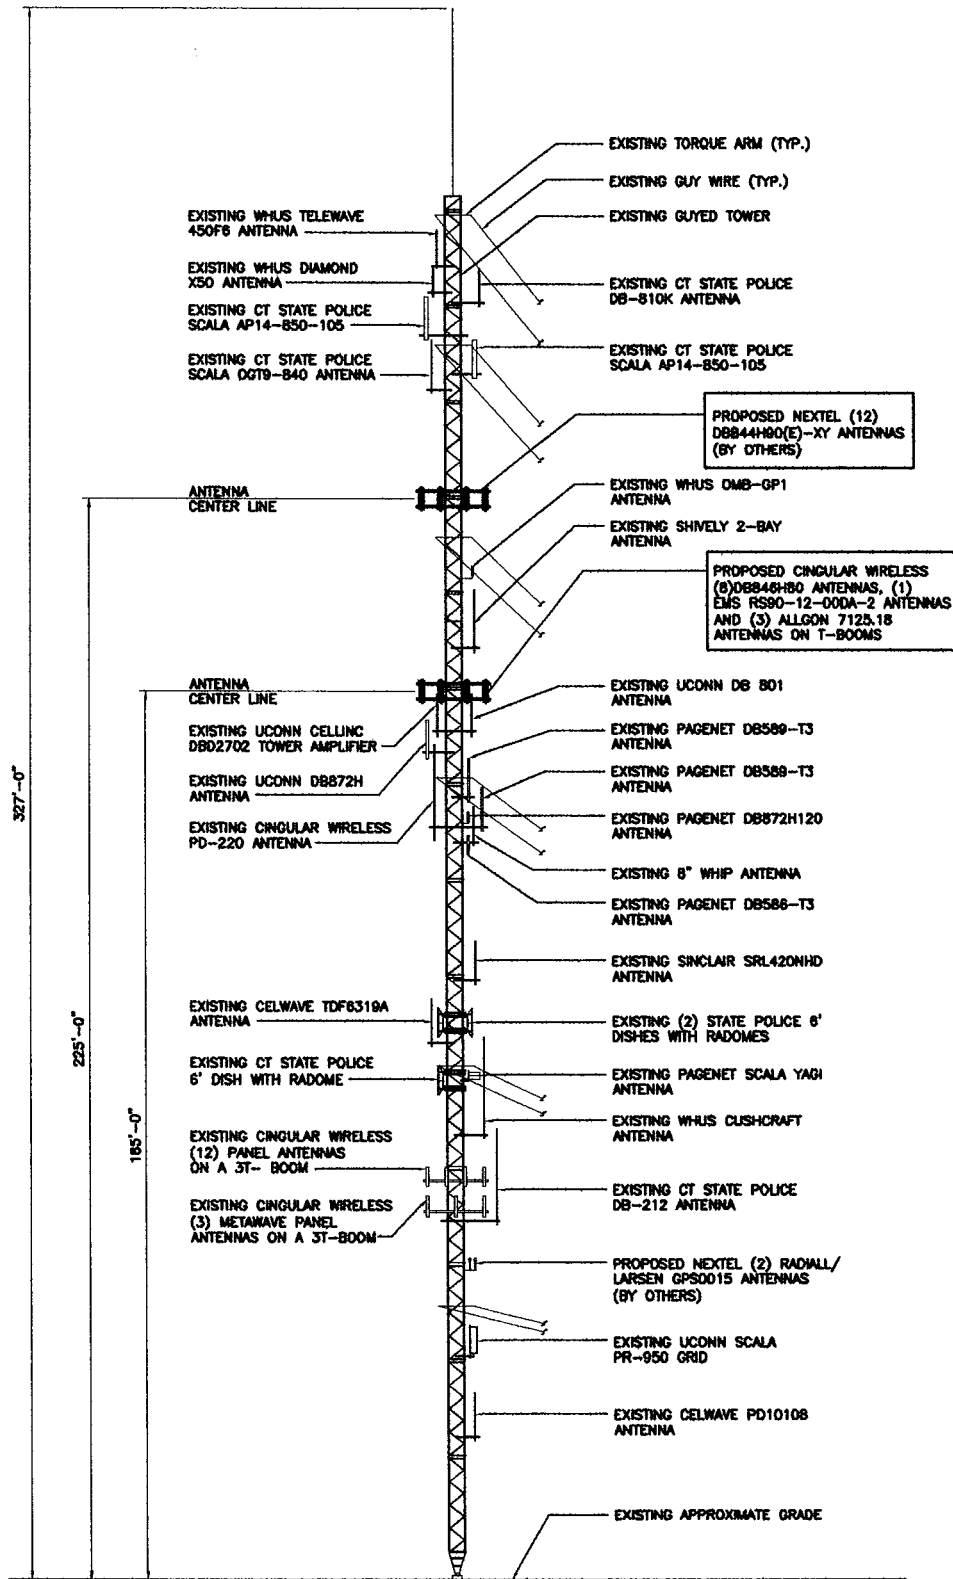 EXISTING TORQUE ARM (TYP.)
EXISTING GUY WIRE (TYP.)
EXISTING GUYED TOWER
EXISTING WHUS TELEWAVE
450F6 ANTENNA
EXISTING WHUS DIAMOND
X50 ANTENNA
EXISTING CT STATE POLICE
DB-810K ANTENNA
EXISTING CT STATE POLICE
SCALA AP14-850-105
EXISTING CT STATE POLICE
SCALA OGT9-840 ANTENNA
EXISTING CT STATE POLICE
SCALA AP14-850-105
PROPOSED NEXTEL (12)
DB844H90(E)-XY ANTENNAS
(BY OTHERS)
ANTENNA
CENTER LINE
EXISTING WHUS DMB-GP1
ANTENNA
EXISTING SHIVELY 2-BAY
ANTENNA
PROPOSED CINGULAR WIRELESS
(8)DB846H80 ANTENNAS, (1)
EMS RS90-12-00DA-2 ANTENNAS
AND (3) ALLGON 7125.18
ANTENNAS ON T-BOOMS
ANTENNA
CENTER LINE
EXISTING UCONN DB 801
ANTENNA
EXISTING UCONN CELLINC
DBD2702 TOWER AMPLIFIER
EXISTING PAGENET DB589-T3
ANTENNA
EXISTING UCONN DB872H
ANTENNA
EXISTING PAGENET DB589-T3
ANTENNA
EXISTING CINGULAR WIRELESS
PD-220 ANTENNA
EXISTING PAGENET DB872H120
ANTENNA
EXISTING 8" WHIP ANTENNA
EXISTING PAGENET DB586-T3
ANTENNA
EXISTING SINCLAIR SRL420NHD
ANTENNA
EXISTING CELWAVE TDF6319A
ANTENNA
EXISTING (2) STATE POLICE 6'
DISHES WITH RADOMES
EXISTING CT STATE POLICE
6' DISH WITH RADOME
EXISTING PAGENET SCALA YAGI
ANTENNA
EXISTING WHUS CUSHCRAFT
ANTENNA
EXISTING CINGULAR WIRELESS
(12) PANEL ANTENNAS
ON A 3T- BOOM
EXISTING CT STATE POLICE
DB-212 ANTENNA
EXISTING CINGULAR WIRELESS
(3) METAWAVE PANEL
ANTENNAS ON A 3T-BOOM
PROPOSED NEXTEL (2) RADIALL/
LARSEN GPS0015 ANTENNAS
(BY OTHERS)
EXISTING UCONN SCALA
PR-950 GRID
EXISTING CELWAVE PD10108
ANTENNA
EXISTING APPROXIMATE GRADE
327'-0"
225'-0"
185'-0"